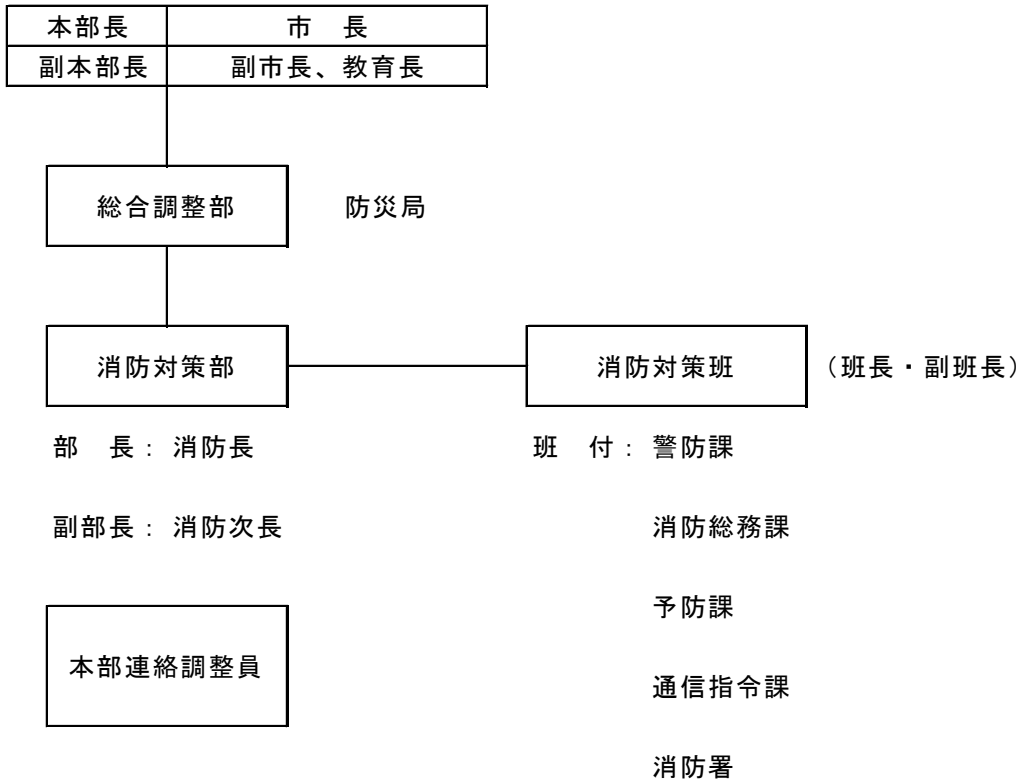 本部長 市　長
副本部長 副市長、教育長
総合調整部 防災局
消防対策部 消防対策班 （班長・副班長）
部　長： 消防長 班　付： 警防課
副部長： 消防次長 消防総務課
予防課
本部連絡調整員
通信指令課
消防署